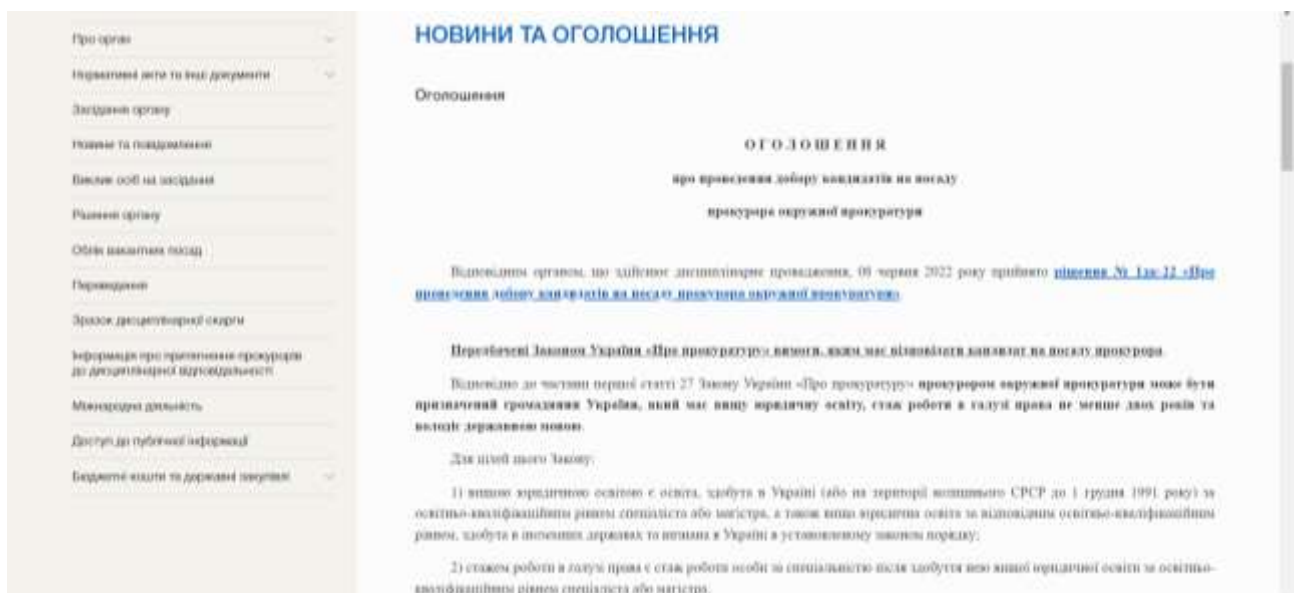 Про орган
Нормативні акти та інші документи
Засідання органу
Новини та повідомлення
Виклик осіб на засідання
Рішення органу
Облік вакантних посад
Переведення
Зразок дисциплінарної скарги
Інформація про притягнення прокурорів
до дисциплінарної відповідальності
Міжнародна діяльність
Доступ до публічної інформації
Бюджетні кошти та державні закупівлі
НОВИНИ ТА ОГОЛОШЕННЯ
Оголошення
О Г О Л О Ш Е Н Н Я
про проведення добору кандидатів на посаду
прокурора окружної прокуратури
Відповідним органом, що здійснює дисциплінарне провадження, 08 червня 2022 року прийнято рішення № 1дк-22 «Про
проведення добору кандидатів на посаду прокурора окружної прокуратури»
Передбачені Законом України «Про прокуратуру» вимоги, яким має відповідати кандидат на посаду прокурора
Відповідно до частини першої статті 27 Закону України «Про прокуратуру» прокурором окружної прокуратури може бути
призначений громадянин України, який має вищу юридичну освіту, стаж роботи в галузі права не менше двох років та
володіє державною мовою.
Для цілей цього Закону:
1) вищою юридичною освітою є освіта, здобута в Україні (або на території колишнього СРСР до 1 грудня 1991 року) за
освітньо-кваліфікаційним рівнем спеціаліста або магістра, а також вища юридична освіта за відповідним освітньо-кваліфікаційним
рівнем, здобута в іноземних державах та визнана в Україні в установленому законом порядку;
2) стажем роботи в галузі права є стаж роботи особи за спеціальністю після здобуття нею вищої юридичної освіти за освітньо-
кваліфікаційним рівнем спеціаліста або магістра.